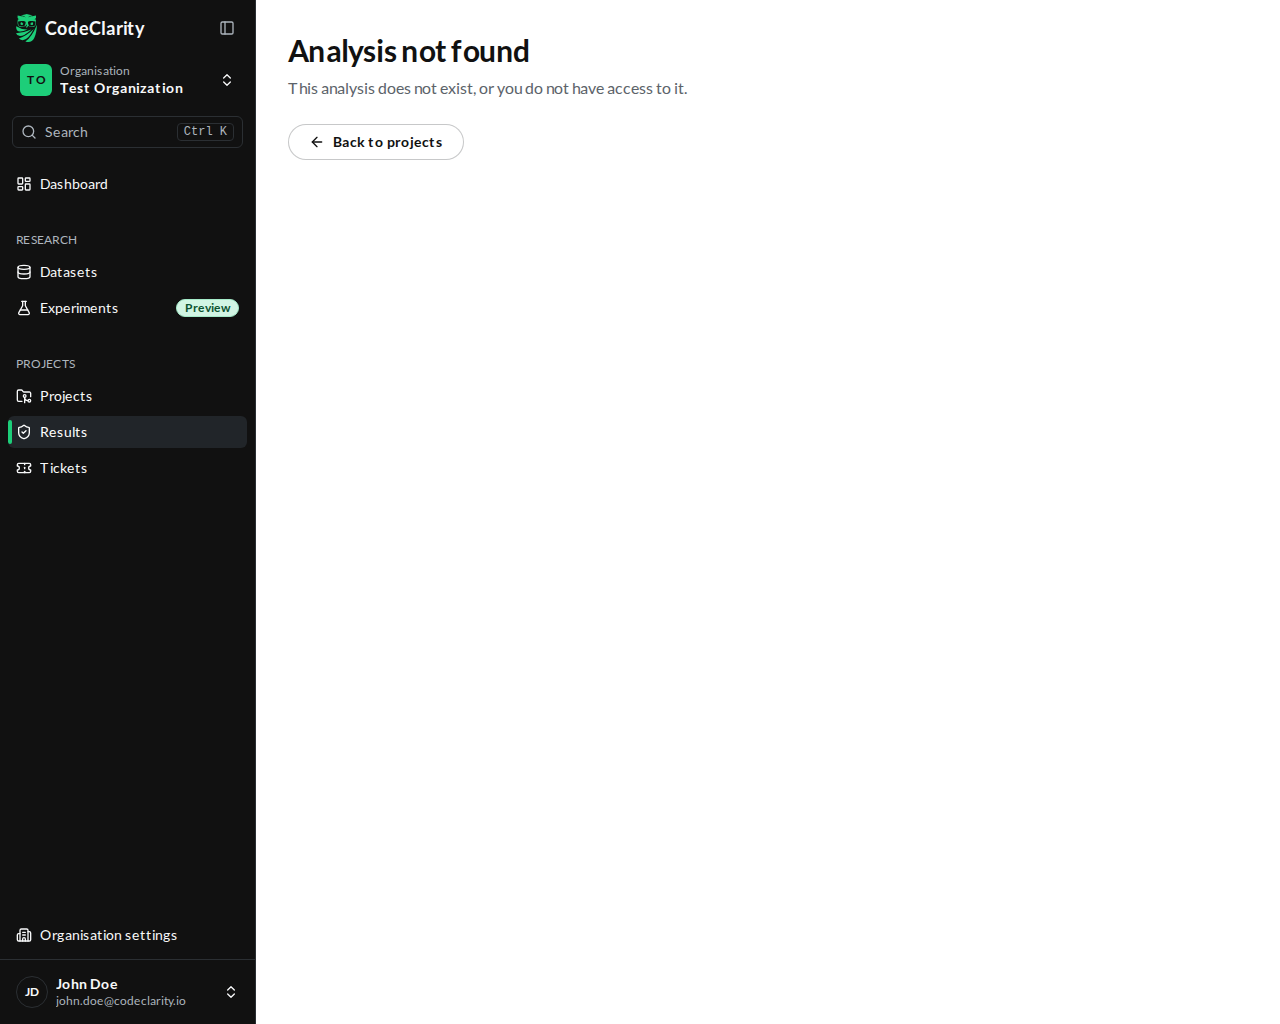 CodeClarity
TO
Organisation
Test Organization
Search
Ctrl K
Dashboard
RESEARCH
Datasets
Experiments
Preview
PROJECTS
Projects
Results
Tickets
Organisation settings
JD
John Doe
john.doe@codeclarity.io
Analysis not found
This analysis does not exist, or you do not have access to it.
Back to projects